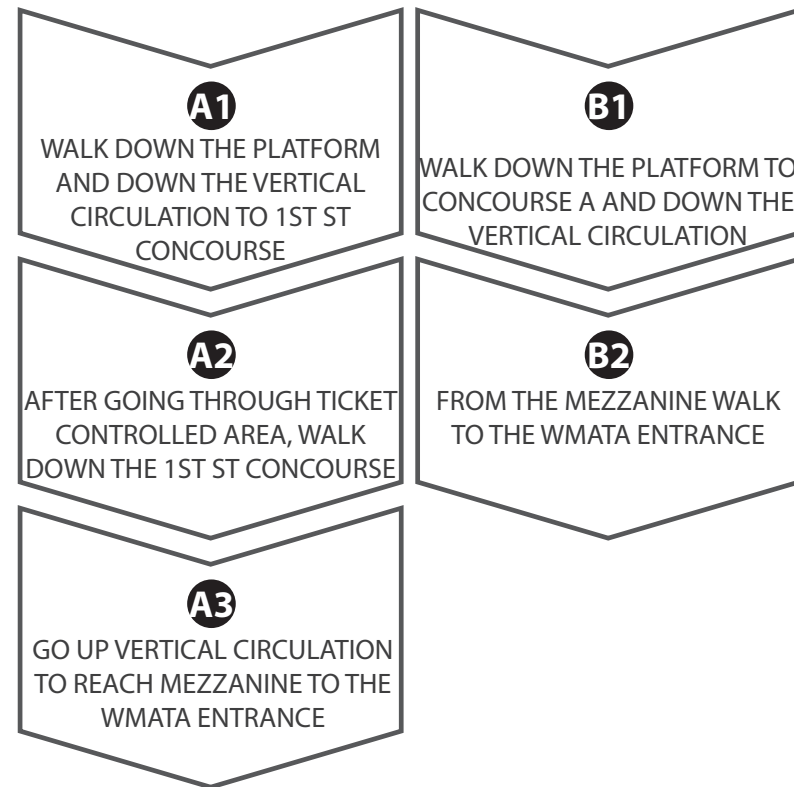 A1
WALK DOWN THE PLATFORM
AND DOWN THE VERTICAL
CIRCULATION TO 1ST ST
CONCOURSE
A2
AFTER GOING THROUGH TICKET
CONTROLLED AREA, WALK
DOWN THE 1ST ST CONCOURSE
A3
GO UP VERTICAL CIRCULATION
TO REACH MEZZANINE TO THE
WMATA ENTRANCE
B1
WALK DOWN THE PLATFORM TO
CONCOURSE A AND DOWN THE
VERTICAL CIRCULATION
B2
FROM THE MEZZANINE WALK
TO THE WMATA ENTRANCE